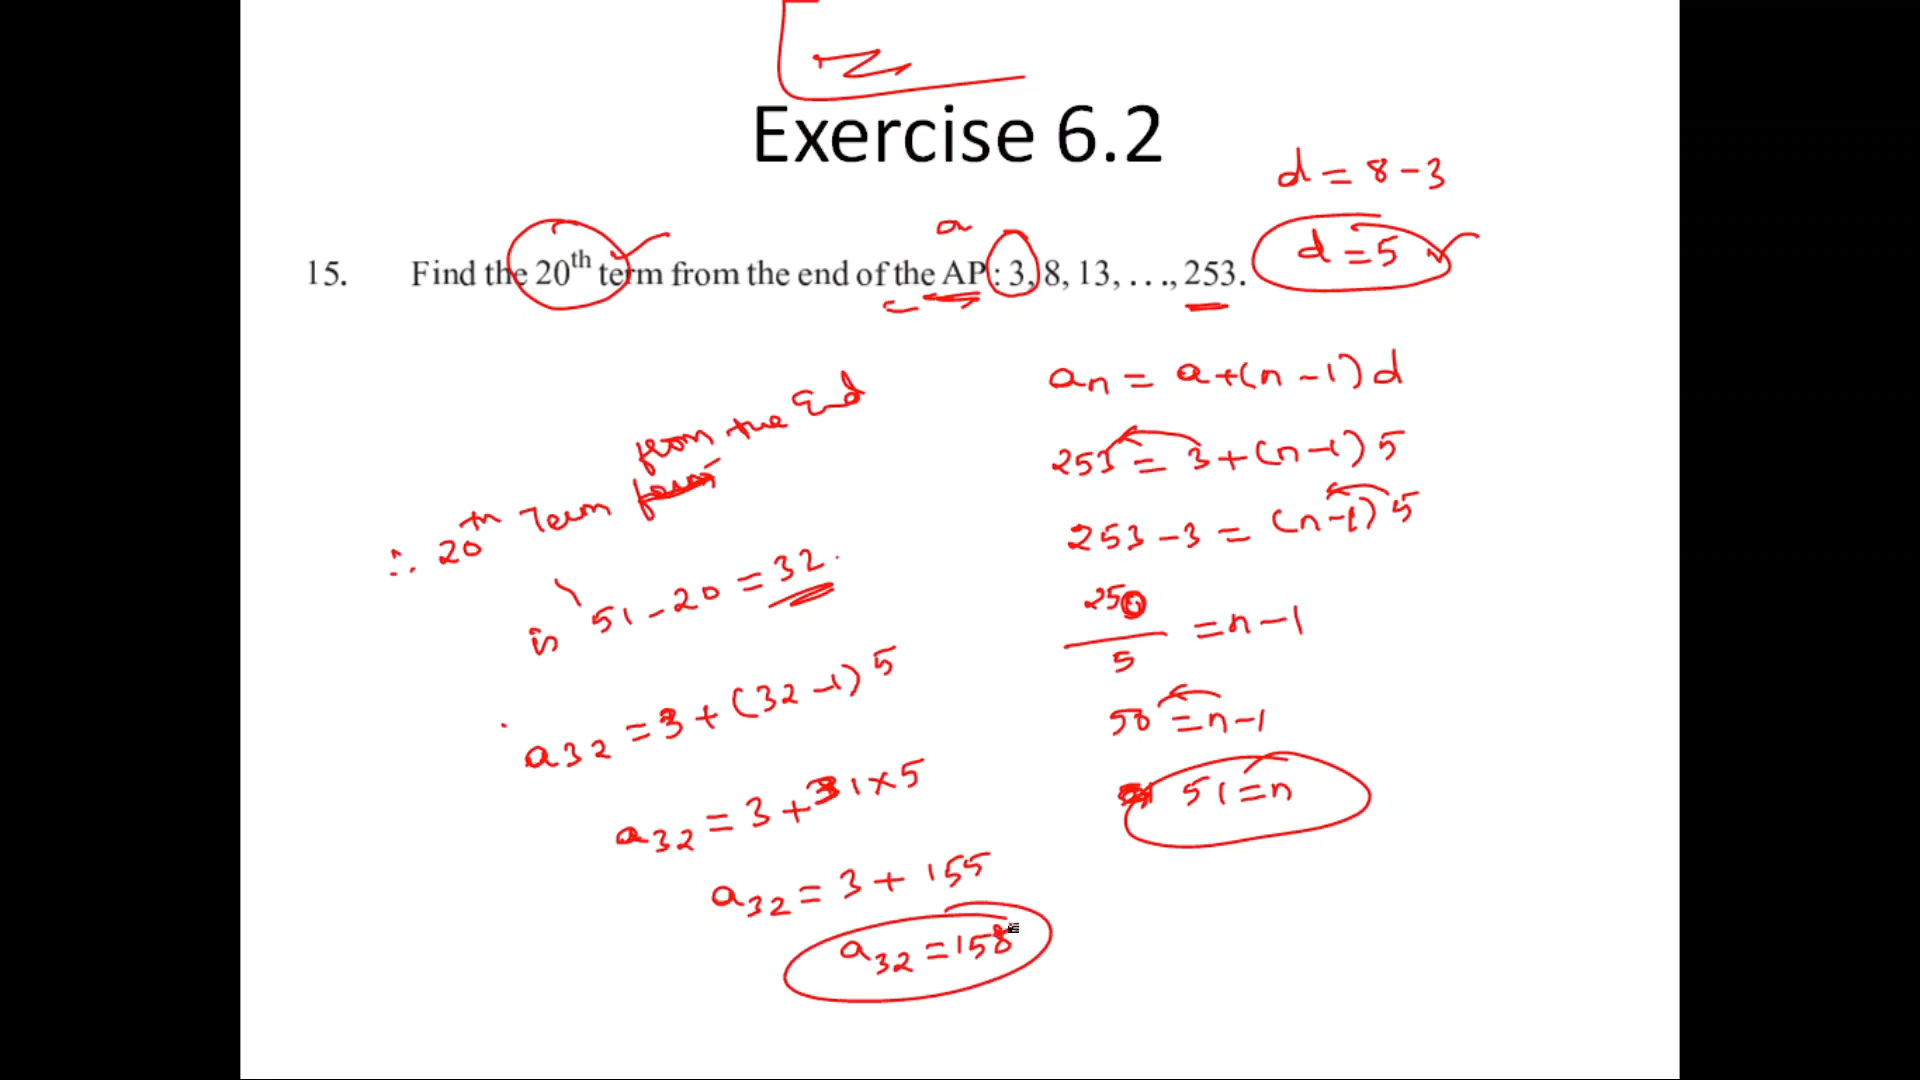 Exercise 6.2
d = 8 - 3
d = 5
a
15. Find the 20th term from the end of the AP : 3, 8, 13, . . ., 253.
an = a + (n - 1) d
253 = 3 + (n - 1) 5
253 - 3 = (n - 1) 5
250
5
= n - 1
50 = n - 1
51 = n
from the End
∴ 20th Term
is 51 - 20 = 32
a32 = 3 + (32 - 1) 5
a32 = 3 + 31 x 5
a32 = 3 + 155
a32 = 158